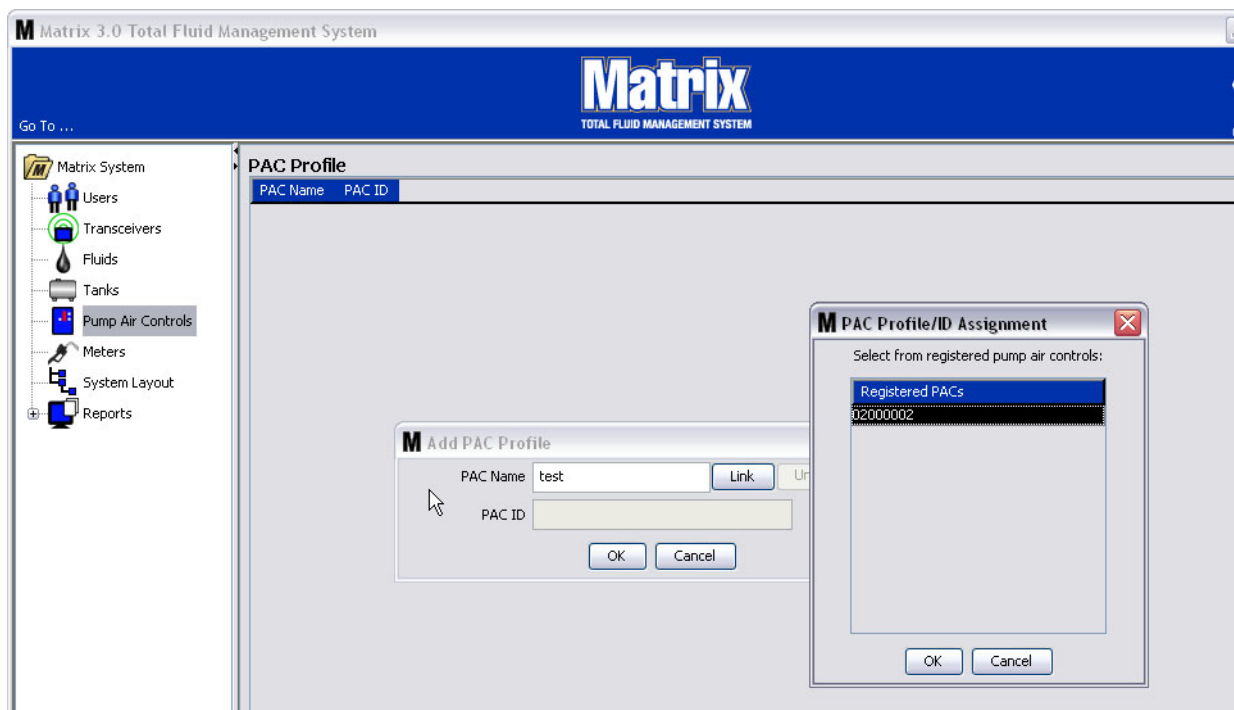 M Matrix 3.0 Total Fluid Management System
Matrix
TOTAL FLUID MANAGEMENT SYSTEM
Go To ...
M Matrix System
Users
Transceivers
Fluids
Tanks
Pump Air Controls
Meters
System Layout
Reports
PAC Profile
PAC Name PAC ID
M Add PAC Profile
PAC Name test Link
PAC ID
OK Cancel
M PAC Profile/ID Assignment
Select from registered pump air controls:
Registered PACs
02000002
OK Cancel